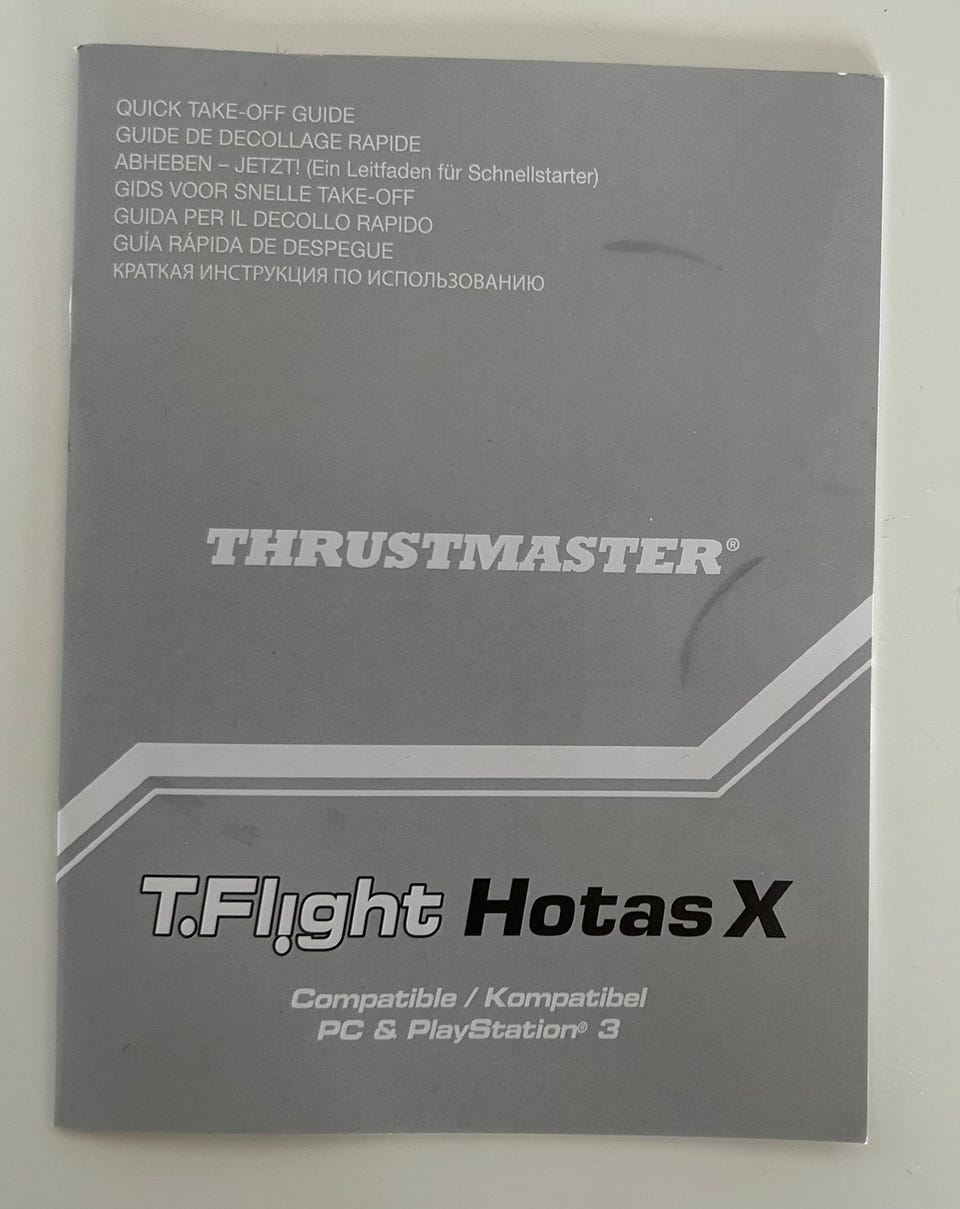 QUICK TAKE-OFF GUIDE
GUIDE DE DECOLLAGE RAPIDE
ABHEBEN – JETZT! (Ein Leitfaden für Schnellstarter)
GIDS VOOR SNELLE TAKE-OFF
GUIDA PER IL DECOLLO RAPIDO
GUÍA RÁPIDA DE DESPEGUE
КРАТКАЯ ИНСТРУКЦИЯ ПО ИСПОЛЬЗОВАНИЮ
THRUSTMASTER®
T.Flight Hotas X
Compatible / Kompatibel
PC & PlayStation® 3